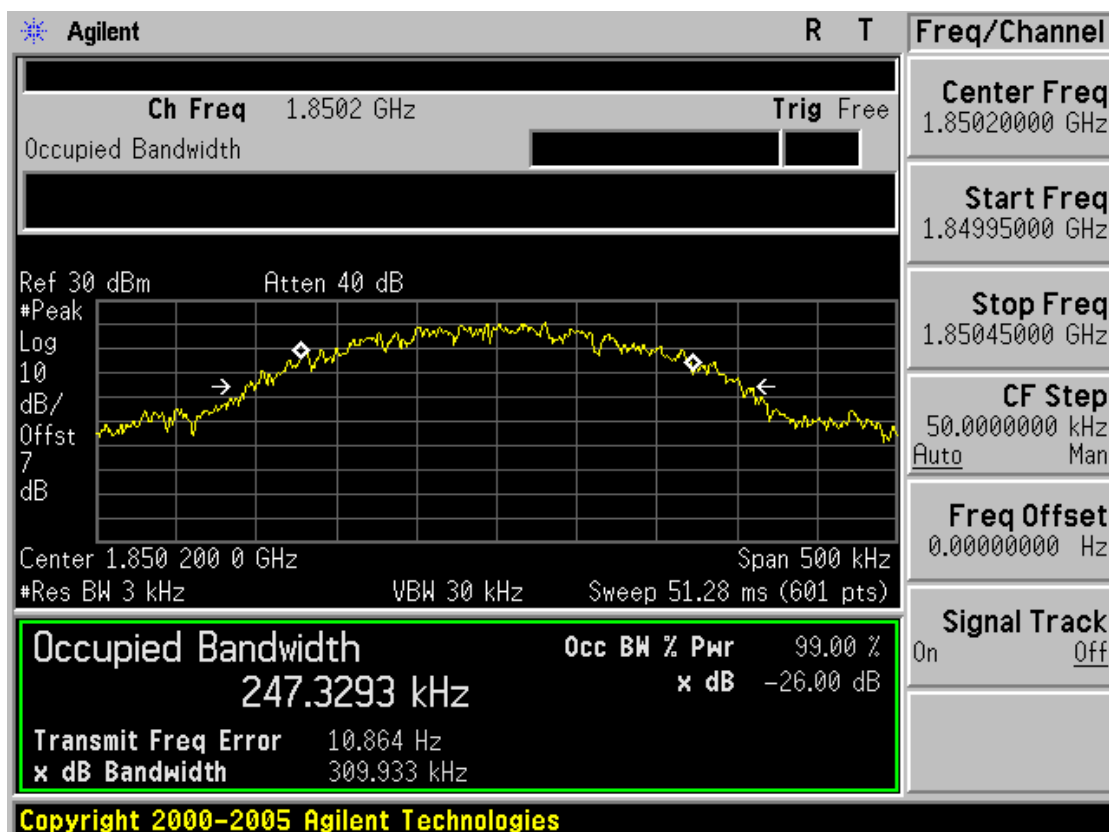 Agilent R T
Ch Freq 1.8502 GHz Trig Free
Occupied Bandwidth
Ref 30 dBm Atten 40 dB
#Peak
Log
10
dB/
Offst
7
dB
Center 1.850 200 0 GHz Span 500 kHz
#Res BW 3 kHz VBW 30 kHz Sweep 51.28 ms (601 pts)
Occupied Bandwidth
247.3293 kHz
Occ BW % Pwr 99.00 %
x dB -26.00 dB
Transmit Freq Error 10.864 Hz
x dB Bandwidth 309.933 kHz
Copyright 2000-2005 Agilent Technologies
Freq/Channel
Center Freq
1.85020000 GHz
Start Freq
1.84995000 GHz
Stop Freq
1.85045000 GHz
CF Step
50.0000000 kHz
Auto Man
Freq Offset
0.00000000 Hz
Signal Track
On Off